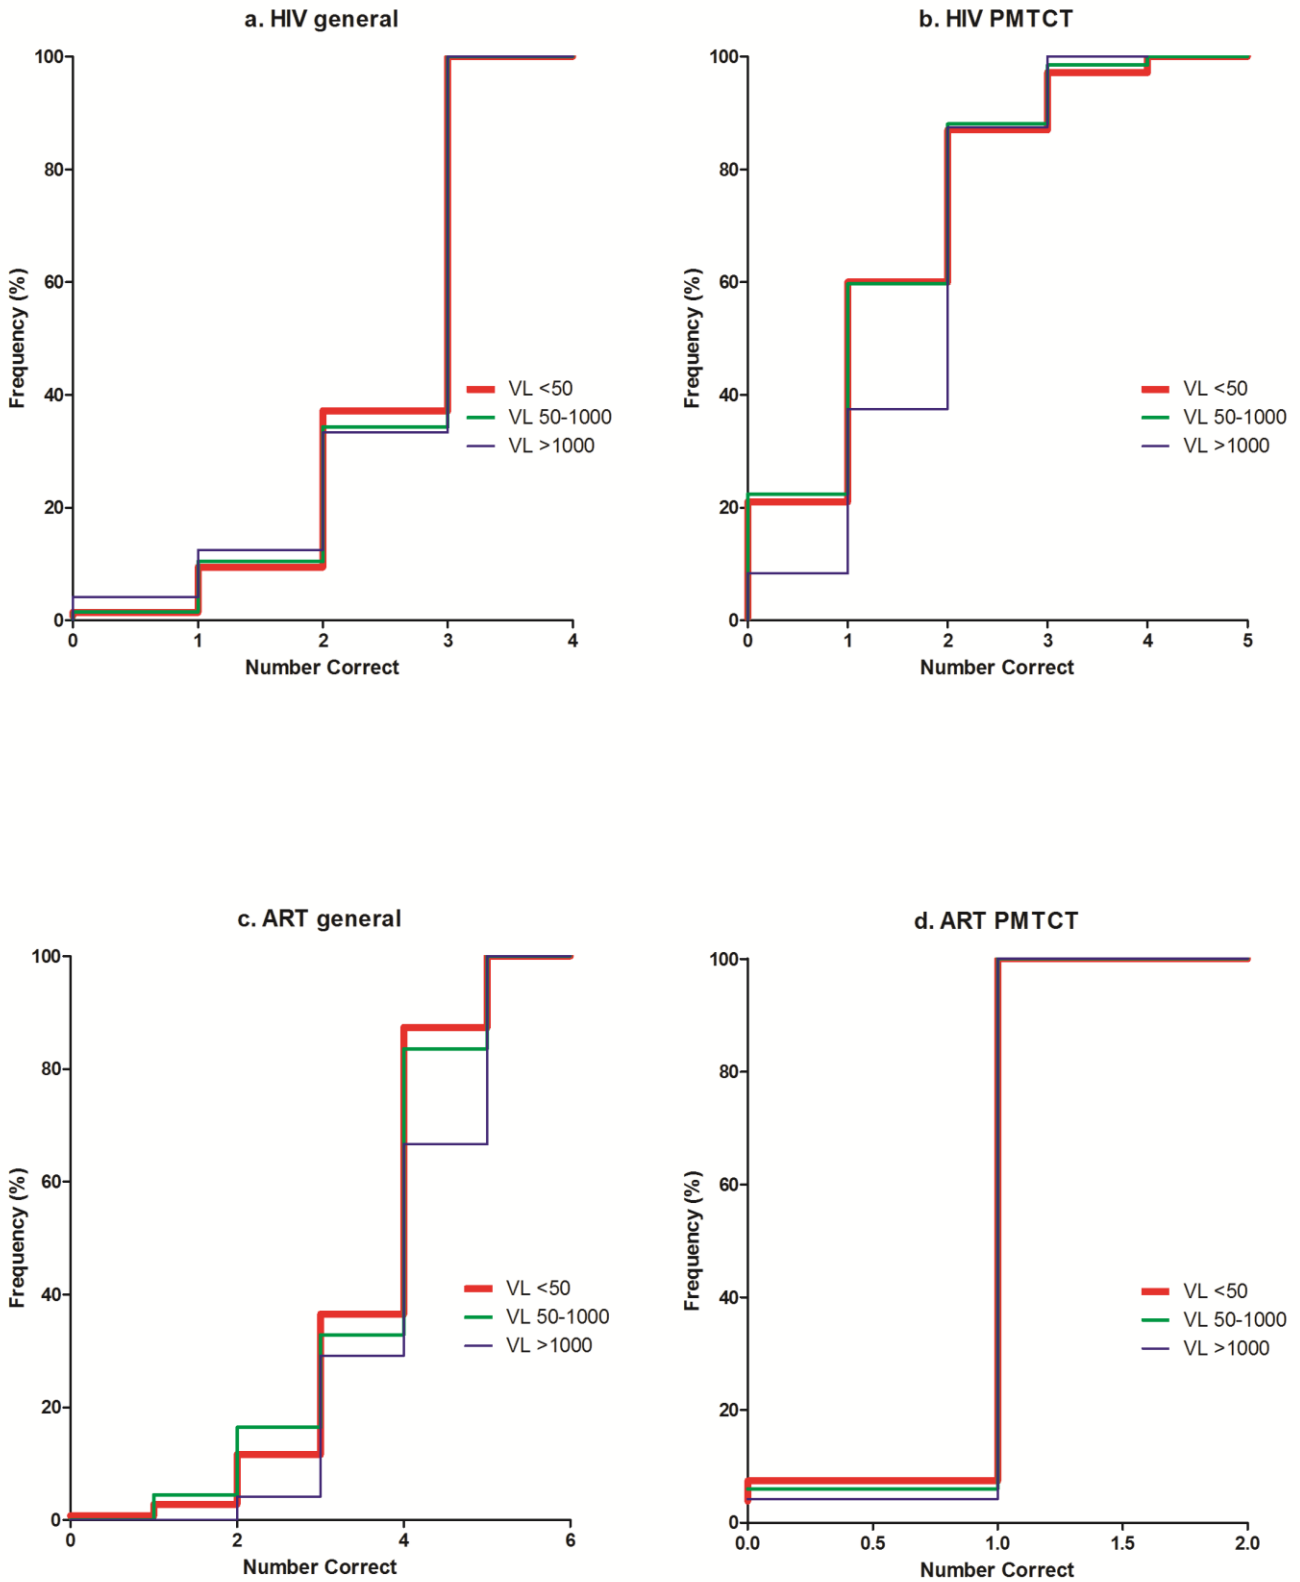 a. HIV general
100
80
60
40
20
0
Frequency (%)
VL <50
VL 50-1000
VL >1000
0 1 2 3 4
Number Correct
b. HIV PMTCT
100
80
60
40
20
0
Frequency (%)
VL <50
VL 50-1000
VL >1000
0 1 2 3 4 5
Number Correct
c. ART general
100
80
60
40
20
0
Frequency (%)
VL <50
VL 50-1000
VL >1000
0 2 4 6
Number Correct
d. ART PMTCT
100
80
60
40
20
0
Frequency (%)
VL <50
VL 50-1000
VL >1000
0.0 0.5 1.0 1.5 2.0
Number Correct